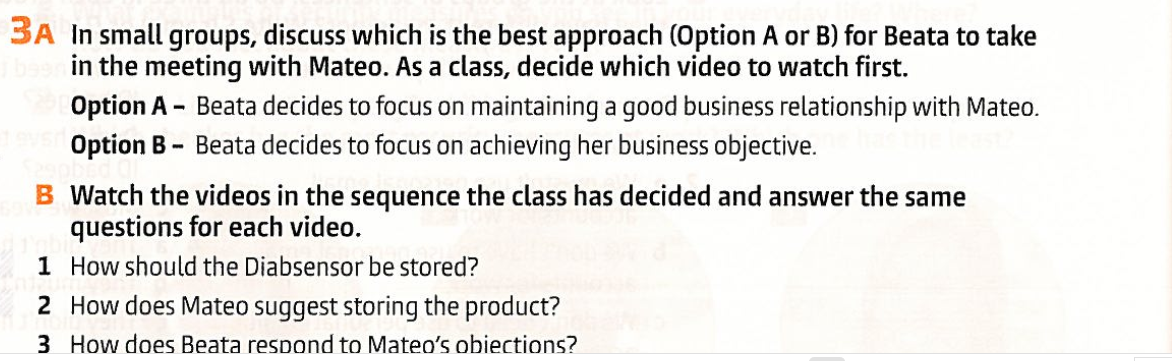 3A In small groups, discuss which is the best approach (Option A or B) for Beata to take
in the meeting with Mateo. As a class, decide which video to watch first.
Option A – Beata decides to focus on maintaining a good business relationship with Mateo.
Option B – Beata decides to focus on achieving her business objective.
B Watch the videos in the sequence the class has decided and answer the same
questions for each video.
1 How should the Diabsensor be stored?
2 How does Mateo suggest storing the product?
3 How does Beata respond to Mateo's objections?